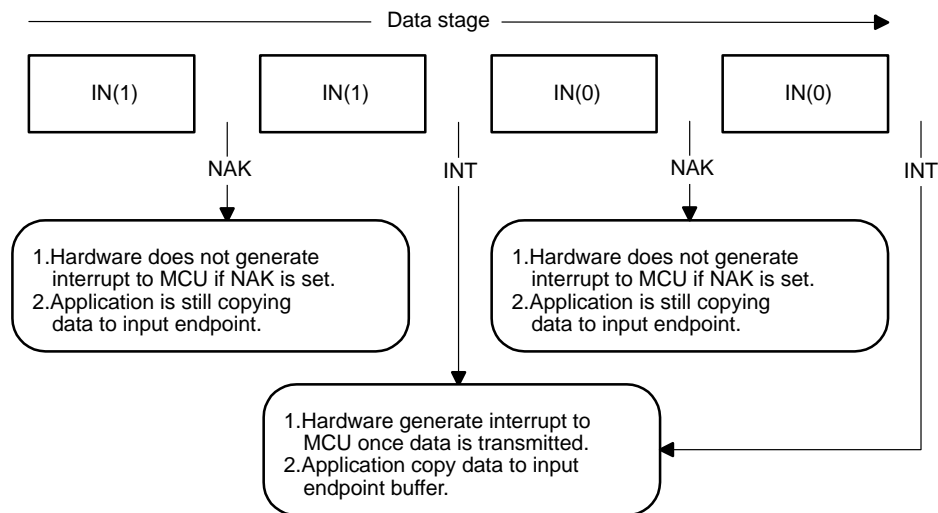 Data stage
IN(1)
IN(1)
IN(0)
IN(0)
NAK
INT
NAK
INT
1.Hardware does not generate
interrupt to MCU if NAK is set.
2.Application is still copying
data to input endpoint.
1.Hardware does not generate
interrupt to MCU if NAK is set.
2.Application is still copying
data to input endpoint.
1.Hardware generate interrupt to
MCU once data is transmitted.
2.Application copy data to input
endpoint buffer.